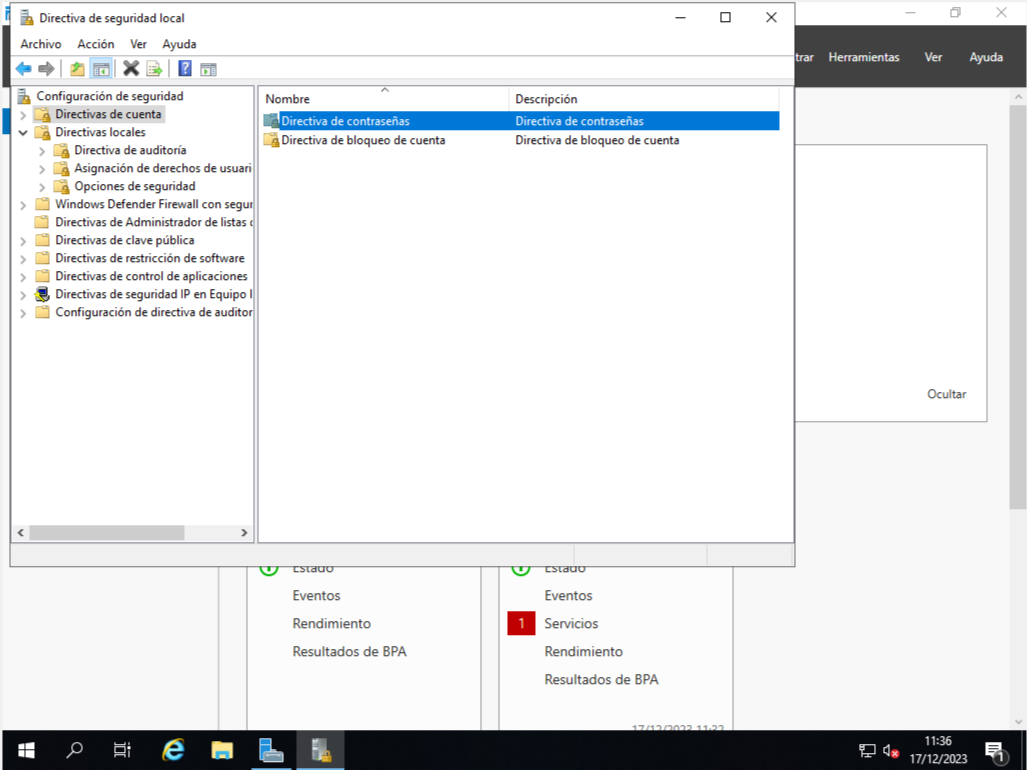 Directiva de seguridad local
Archivo Acción Ver Ayuda
Herramientas Ver Ayuda
Configuración de seguridad
Directivas de cuenta
Directivas locales
Directiva de auditoría
Asignación de derechos de usuari
Opciones de seguridad
Windows Defender Firewall con segur
Directivas de Administrador de listas
Directivas de clave pública
Directivas de restricción de software
Directivas de control de aplicaciones
Directivas de seguridad IP en Equipo l
Configuración de directiva de auditor
Nombre Descripción
Directiva de contraseñas Directiva de contraseñas
Directiva de bloqueo de cuenta Directiva de bloqueo de cuenta
Ocultar
Estado
Eventos
Rendimiento
Resultados de BPA
Estado
Eventos
1 Servicios
Rendimiento
Resultados de BPA
17/12/2023 11:32
11:36
17/12/2023
1